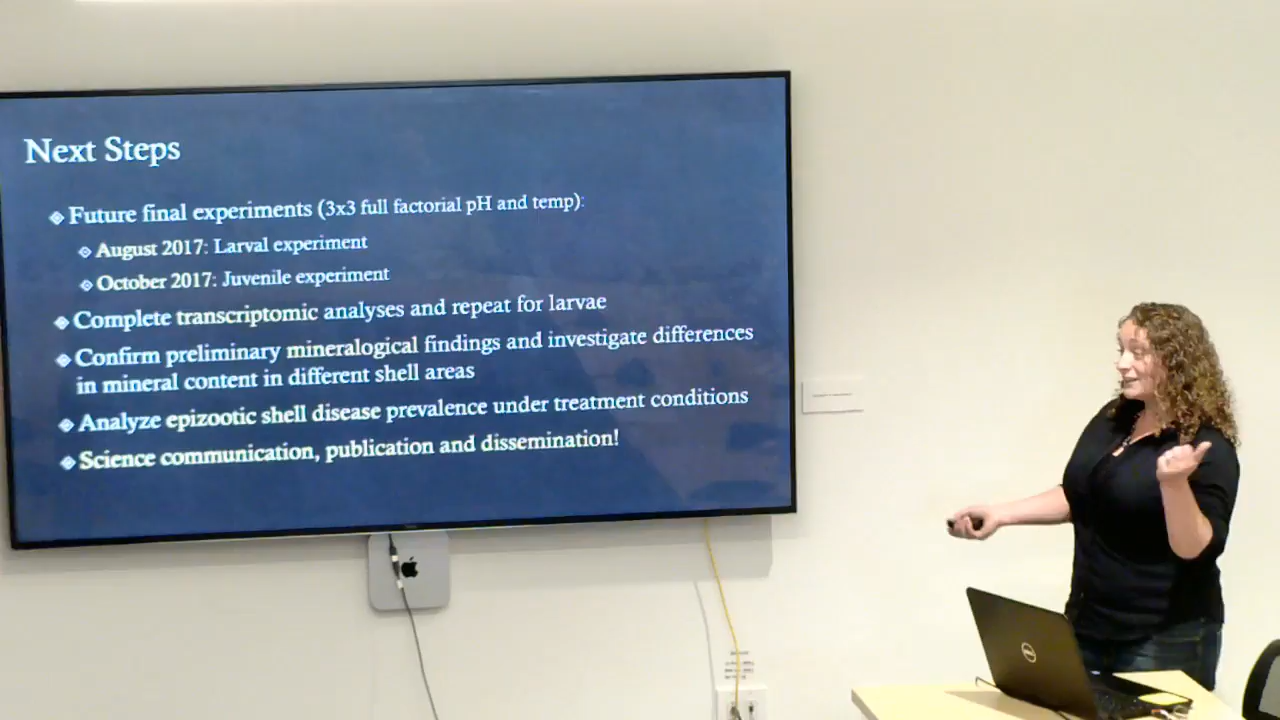 Next Steps
Future final experiments (3x3 full factorial pH and temp):
August 2017: Larval experiment
October 2017: Juvenile experiment
Complete transcriptomic analyses and repeat for larvae
Confirm preliminary mineralogical findings and investigate differences
in mineral content in different shell areas
Analyze epizootic shell disease prevalence under treatment conditions
Science communication, publication and dissemination!
DELL